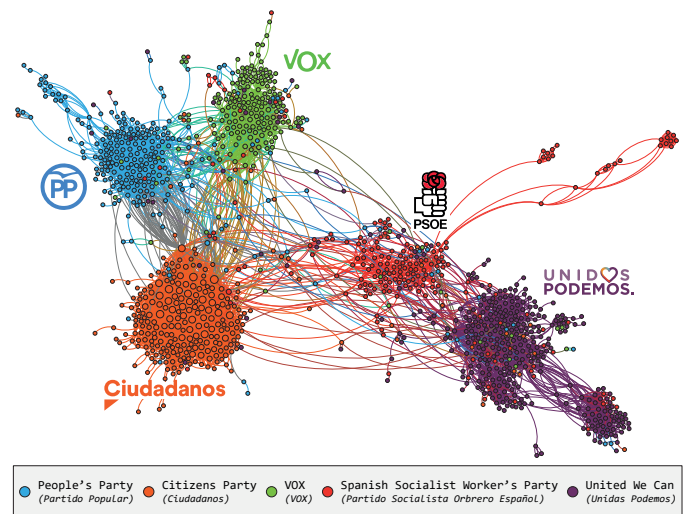 VOX
PP
PSOE
UNIDOS
PODEMOS.
Ciudadanos
People's Party
(Partido Popular)
Citizens Party
(Ciudadanos)
VOX
(VOX)
Spanish Socialist Worker's Party
(Partido Socialista Orbrero Español)
United We Can
(Unidas Podemos)